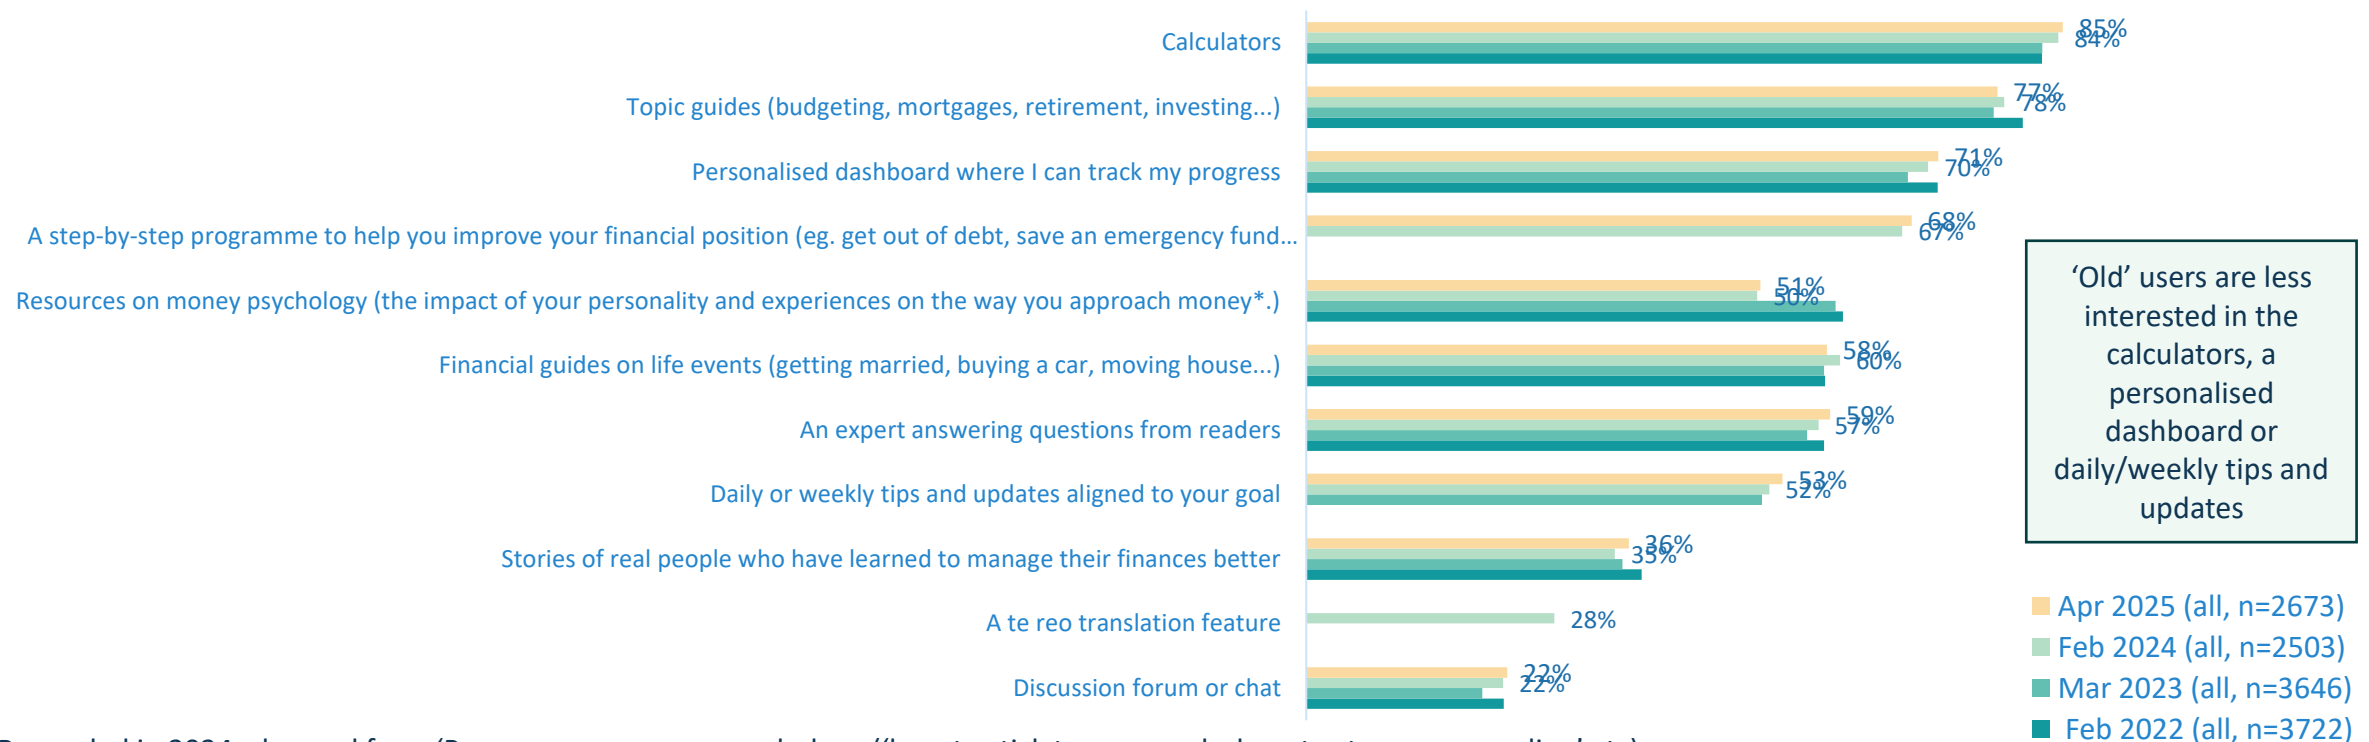 Calculators
85%
84%
Topic guides (budgeting, mortgages, retirement, investing...)
77%
78%
Personalised dashboard where I can track my progress
71%
70%
A step-by-step programme to help you improve your financial position (eg. get out of debt, save an emergency fund...
68%
67%
Resources on money psychology (the impact of your personality and experiences on the way you approach money*.)
51%
50%
Financial guides on life events (getting married, buying a car, moving house...)
58%
60%
An expert answering questions from readers
59%
57%
Daily or weekly tips and updates aligned to your goal
53%
52%
Stories of real people who have learned to manage their finances better
36%
35%
A te reo translation feature
28%
Discussion forum or chat
22%
22%
‘Old’ users are less
interested in the
calculators, a
personalised
dashboard or
daily/weekly tips and
updates
Apr 2025 (all, n=2673)
Feb 2024 (all, n=2503)
Mar 2023 (all, n=3646)
Feb 2022 (all, n=3722)